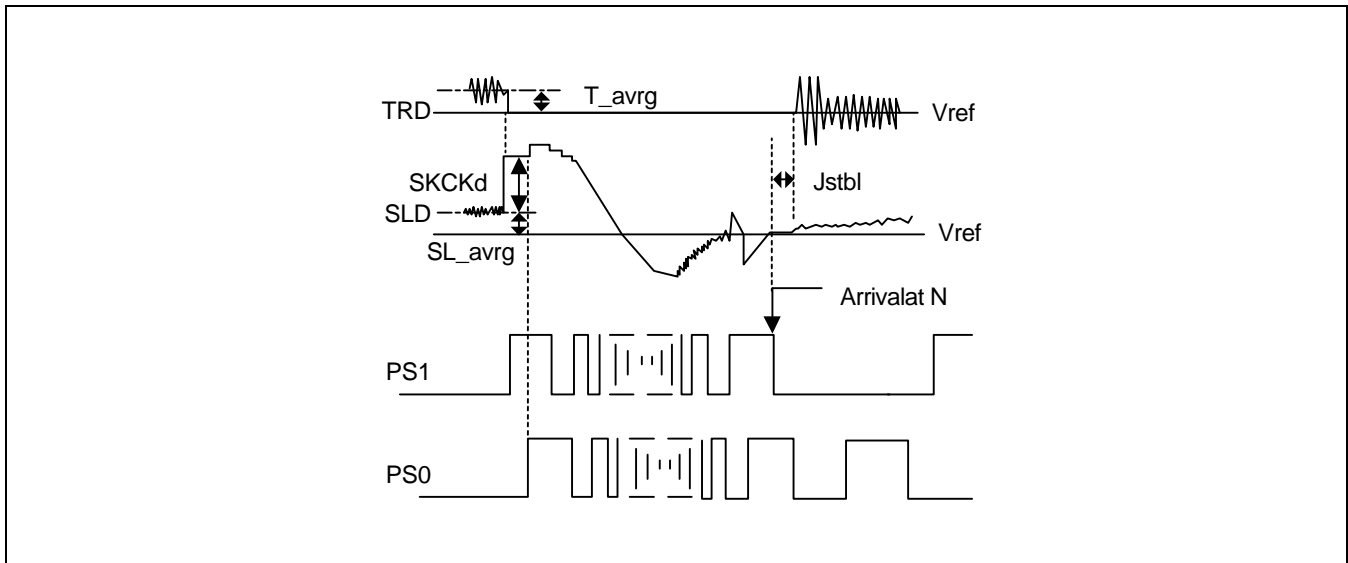 T_avrg
TRD
Vref
SKCKd
Jstbl
SLD
Vref
SL_avrg
Arrivalat N
PS1
PS0